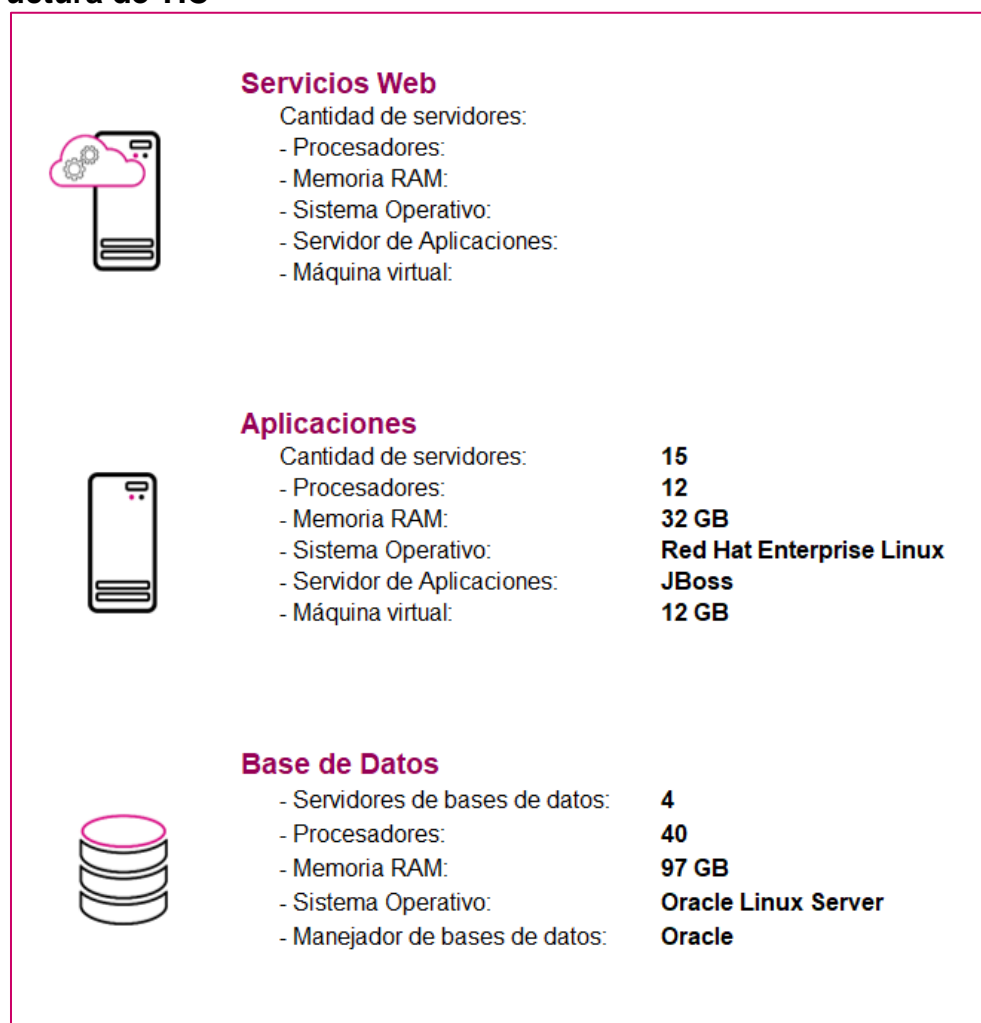 Servicios Web
Cantidad de servidores:
- Procesadores:
- Memoria RAM:
- Sistema Operativo:
- Servidor de Aplicaciones:
- Máquina virtual:
Aplicaciones
Cantidad de servidores: 15
- Procesadores: 12
- Memoria RAM: 32 GB
- Sistema Operativo: Red Hat Enterprise Linux
- Servidor de Aplicaciones: JBoss
- Máquina virtual: 12 GB
Base de Datos
- Servidores de bases de datos: 4
- Procesadores: 40
- Memoria RAM: 97 GB
- Sistema Operativo: Oracle Linux Server
- Manejador de bases de datos: Oracle